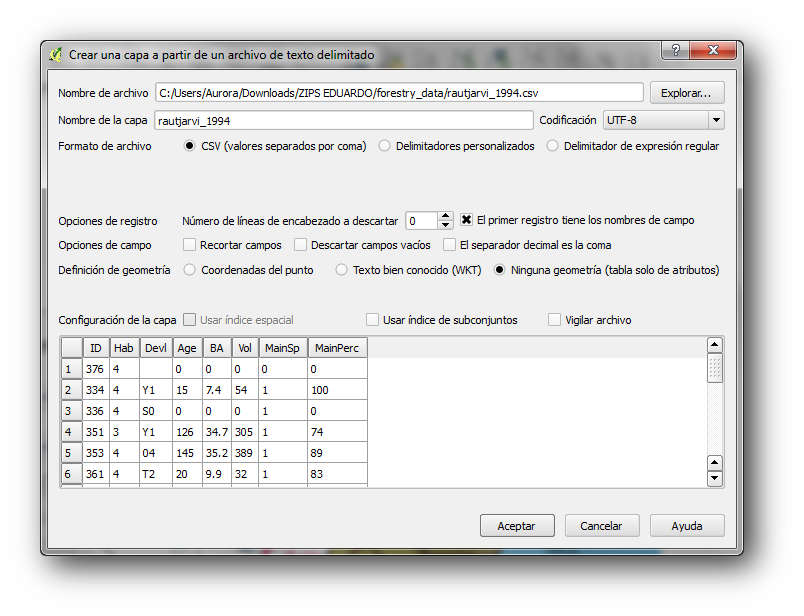 Crear una capa a partir de un archivo de texto delimitado
Nombre de archivo C:/Users/Aurora/Downloads/ZIPS EDUARDO/forestry_data/rautjarvi_1994.csv Explorar...
Nombre de la capa rautjarvi_1994 Codificación UTF-8
Formato de archivo CSV (valores separados por coma) Delimitadores personalizados Delimitador de expresión regular
Opciones de registro Número de líneas de encabezado a descartar 0 El primer registro tiene los nombres de campo
Opciones de campo Recortar campos Descartar campos vacíos El separador decimal es la coma
Definición de geometría Coordenadas del punto Texto bien conocido (WKT) Ninguna geometría (tabla solo de atributos)
Configuración de la capa Usar índice espacial Usar índice de subconjuntos Vigilar archivo
ID Hab Devl Age BA Vol MainSp MainPerc
1 376 4 0 0 0 0 0
2 334 4 Y1 15 7.4 54 1 100
3 336 4 S0 0 0 0 1 0
4 351 3 Y1 126 34.7 305 1 74
5 353 4 04 145 35.2 389 1 89
6 361 4 T2 20 9.9 32 1 83
Aceptar Cancelar Ayuda